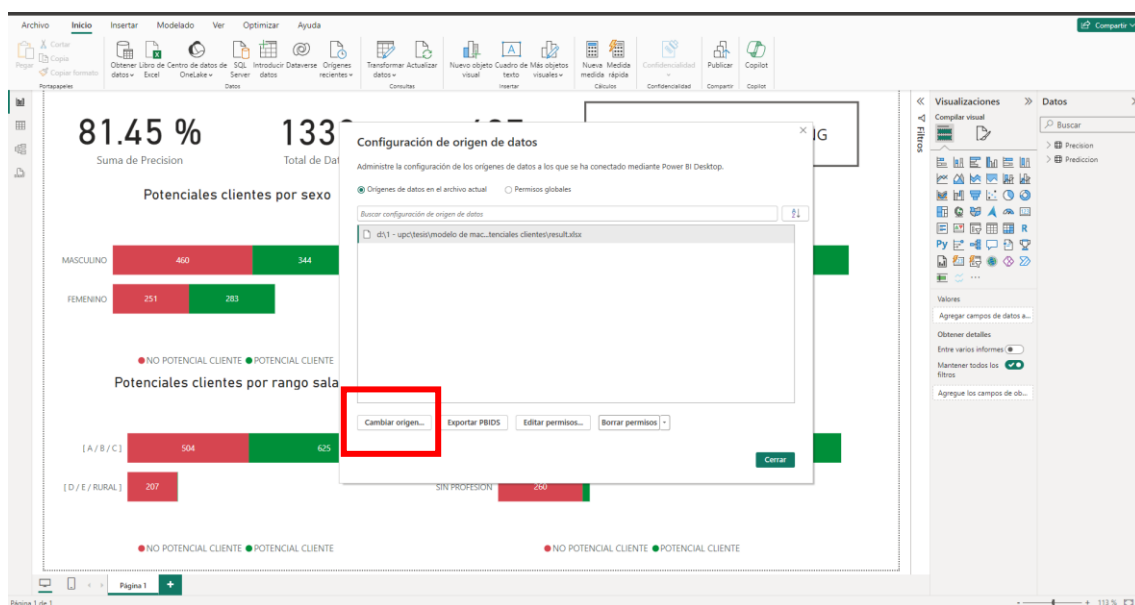 Archivo Inicio Insertar Modelado Ver Optimizar Ayuda
Compartir
Pegar
Cortar
Copiar
Copiar formato
Portapapeles
Obtener datos
Libro de Excel
Centro de datos de OneLake
SQL Server
Introducir datos
Dataverse
Orígenes recientes
Datos
Transformar datos
Actualizar
Consultas
Nuevo objeto visual
Cuadro de texto
Más objetos visuales
Insertar
Nueva medida
Medida rápida
Cálculos
Confidencialidad
Confidencialidad
Publicar
Compartir
Copilot
Copilot
81.45 %
Suma de Precision
133
Total de Dat
NG
Potenciales clientes por sexo
MASCULINO 460 344
FEMENINO 251 283
NO POTENCIAL CLIENTE POTENCIAL CLIENTE
Potenciales clientes por rango sala
[ A / B / C ] 504 625
[ D / E / RURAL ] 207
SIN PROFESION 260
NO POTENCIAL CLIENTE POTENCIAL CLIENTE
NO POTENCIAL CLIENTE POTENCIAL CLIENTE
Configuración de origen de datos
Administre la configuración de los orígenes de datos a los que se ha conectado mediante Power BI Desktop.
Orígenes de datos en el archivo actual Permisos globales
Buscar configuración de origen de datos
d:\1 - upc\tesis\modelo de mac...tenciales clientes\result.xlsx
Cambiar origen... Exportar PBIDS Editar permisos... Borrar permisos
Cerrar
Filtros
Visualizaciones
Compilar visual
R
Py
Valores
Agregar campos de datos a...
Obtener detalles
Entre varios informes
Mantener todos los filtros
Agregue los campos de ob...
Datos
Buscar
Precision
Prediccion
Página 1
Página 1 de 1
113 %